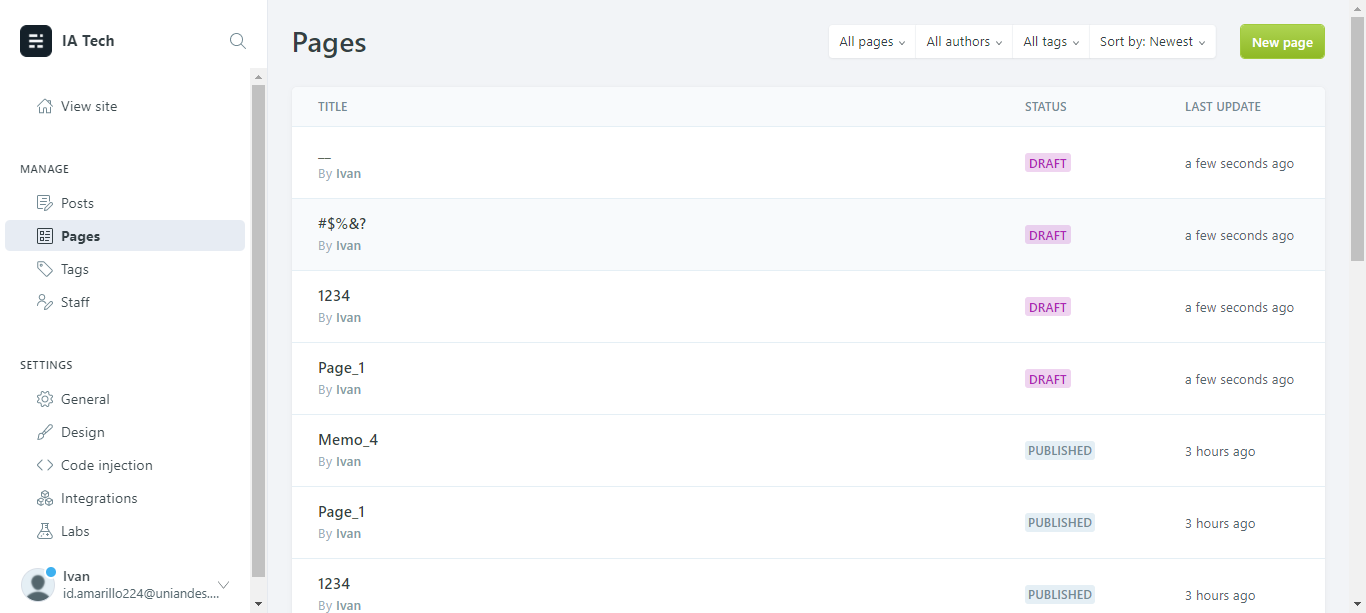 IA Tech
View site
MANAGE
Posts
Pages
Tags
Staff
SETTINGS
General
Design
Code injection
Integrations
Labs
Ivan
id.amarillo224@uniandes....
Pages
All pages All authors All tags Sort by: Newest New page
TITLE STATUS LAST UPDATE
__ DRAFT a few seconds ago
By Ivan
#$%&? DRAFT a few seconds ago
By Ivan
1234 DRAFT a few seconds ago
By Ivan
Page_1 DRAFT a few seconds ago
By Ivan
Memo_4 PUBLISHED 3 hours ago
By Ivan
Page_1 PUBLISHED 3 hours ago
By Ivan
1234 PUBLISHED 3 hours ago
By Ivan